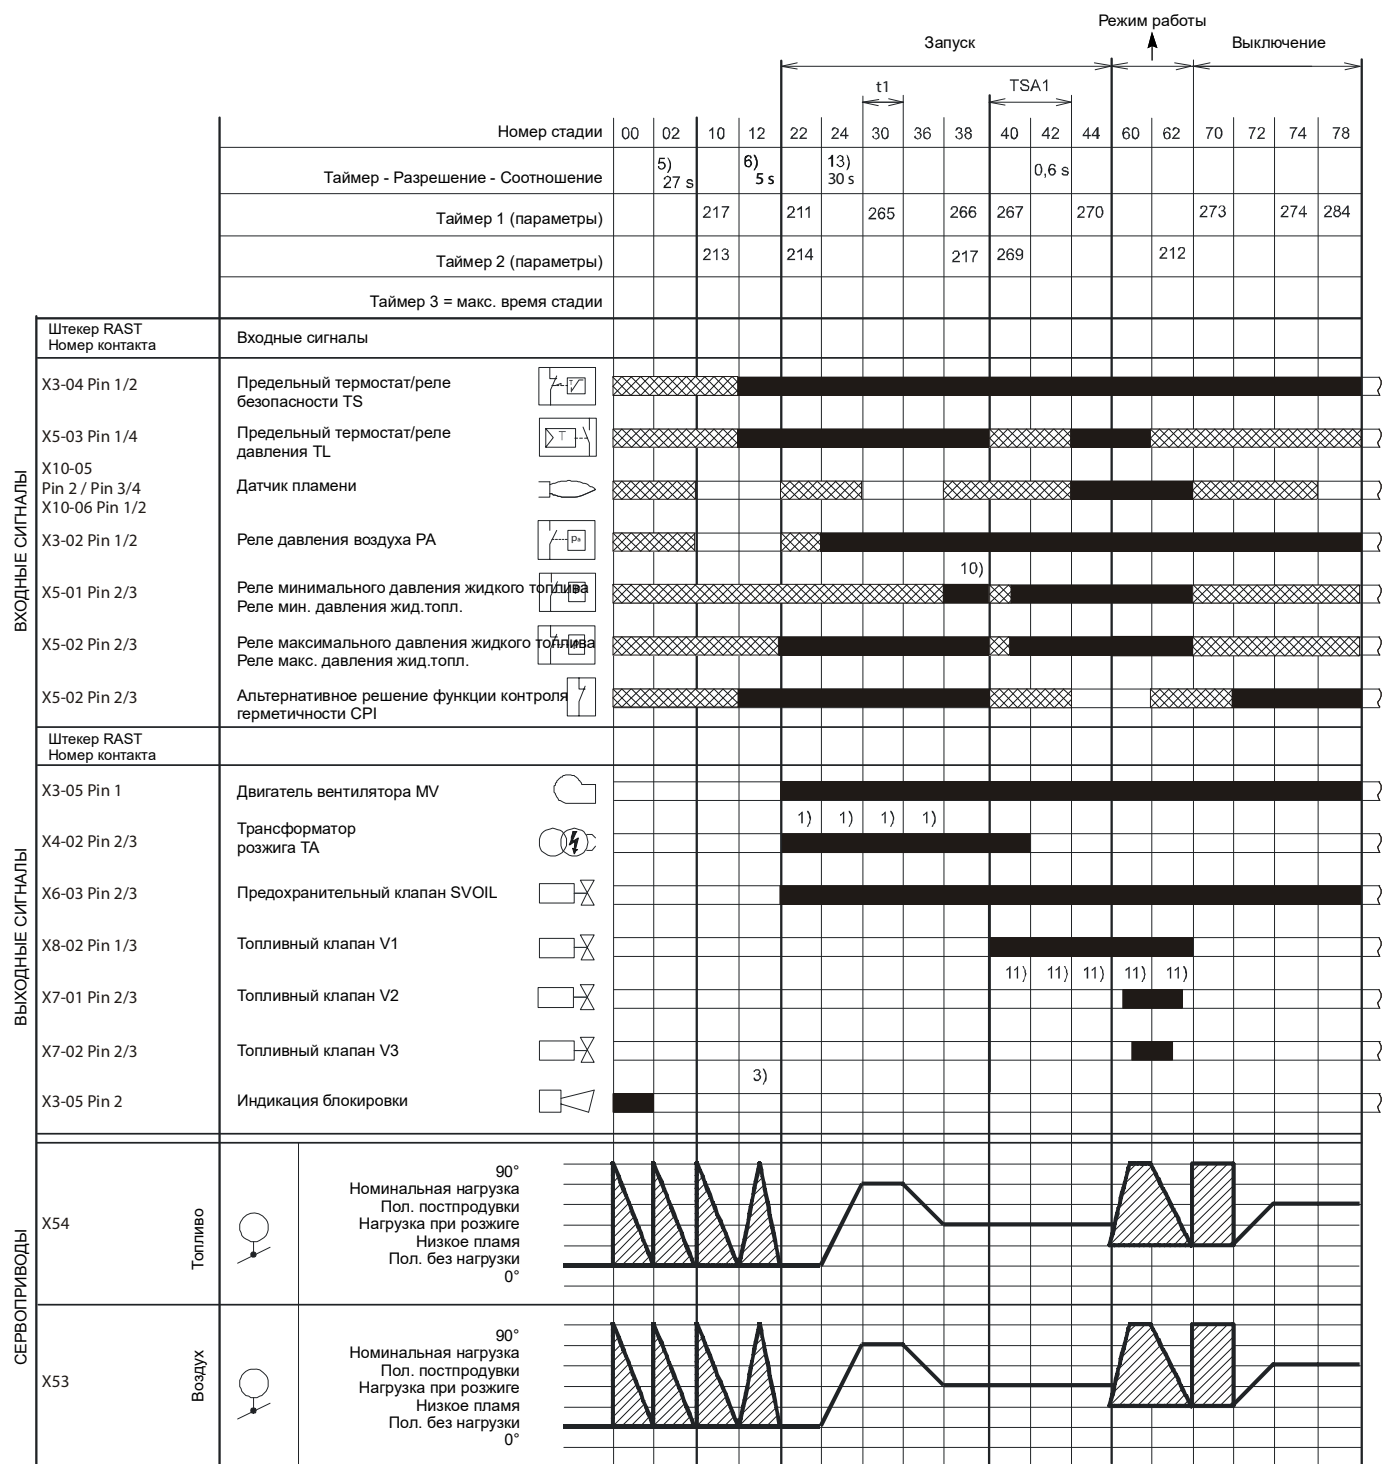 Режим работы
Запуск
Выключение
t1
TSA1
Номер стадии 00 02 10 12 22 24 30 36 38 40 42 44 60 62 70 72 74 78
5) 6) 13)
Таймер - Разрешение - Соотношение 27 s 5 s 30 s 0,6 s
Таймер 1 (параметры) 217 211 265 266 267 270 273 274 284
Таймер 2 (параметры) 213 214 217 269 212
Таймер 3 = макс. время стадии
Штекер RAST
Номер контакта
Входные сигналы
ВХОДНЫЕ СИГНАЛЫ
X3-04 Pin 1/2
Предельный термостат/реле
безопасности TS
X5-03 Pin 1/4
Предельный термостат/реле
давления TL
T
X10-05
Pin 2 / Pin 3/4
X10-06 Pin 1/2
Датчик пламени
X3-02 Pin 1/2
Реле давления воздуха PA
Pa
10)
X5-01 Pin 2/3
Реле минимального давления жидкого топлива
Реле мин. давления жид.топл.
X5-02 Pin 2/3
Реле максимального давления жидкого топлива
Реле макс. давления жид.топл.
X5-02 Pin 2/3
Альтернативное решение функции контроля
герметичности CPI
Штекер RAST
Номер контакта
ВЫХОДНЫЕ СИГНАЛЫ
X3-05 Pin 1
Двигатель вентилятора MV
1) 1) 1) 1)
X4-02 Pin 2/3
Трансформатор
розжига TA
X6-03 Pin 2/3
Предохранительный клапан SVOIL
X8-02 Pin 1/3
Топливный клапан V1
11) 11) 11) 11) 11)
X7-01 Pin 2/3
Топливный клапан V2
X7-02 Pin 2/3
Топливный клапан V3
3)
X3-05 Pin 2
Индикация блокировки
СЕРВОПРИВОДЫ
X54
Топливо
90°
Номинальная нагрузка
Пол. постпродувки
Нагрузка при розжиге
Низкое пламя
Пол. без нагрузки
0°
X53
Воздух
90°
Номинальная нагрузка
Пол. постпродувки
Нагрузка при розжиге
Низкое пламя
Пол. без нагрузки
0°